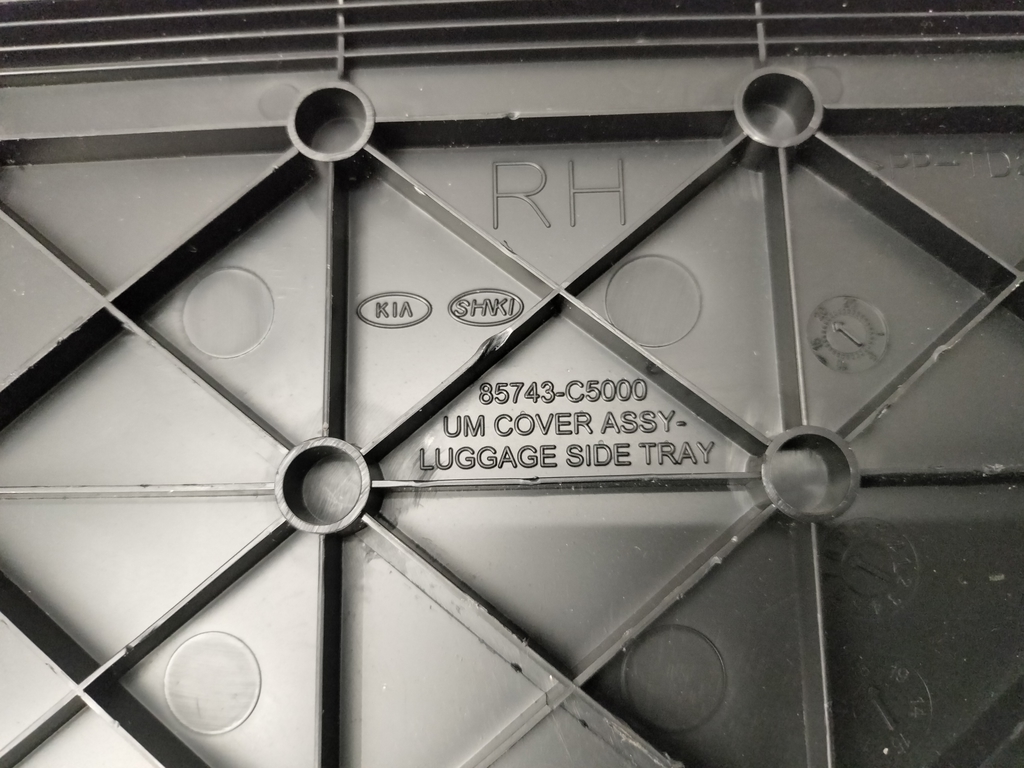 RH
KIA SHKI
85743-C5000
UM COVER ASSY-
LUGGAGE SIDE TRAY